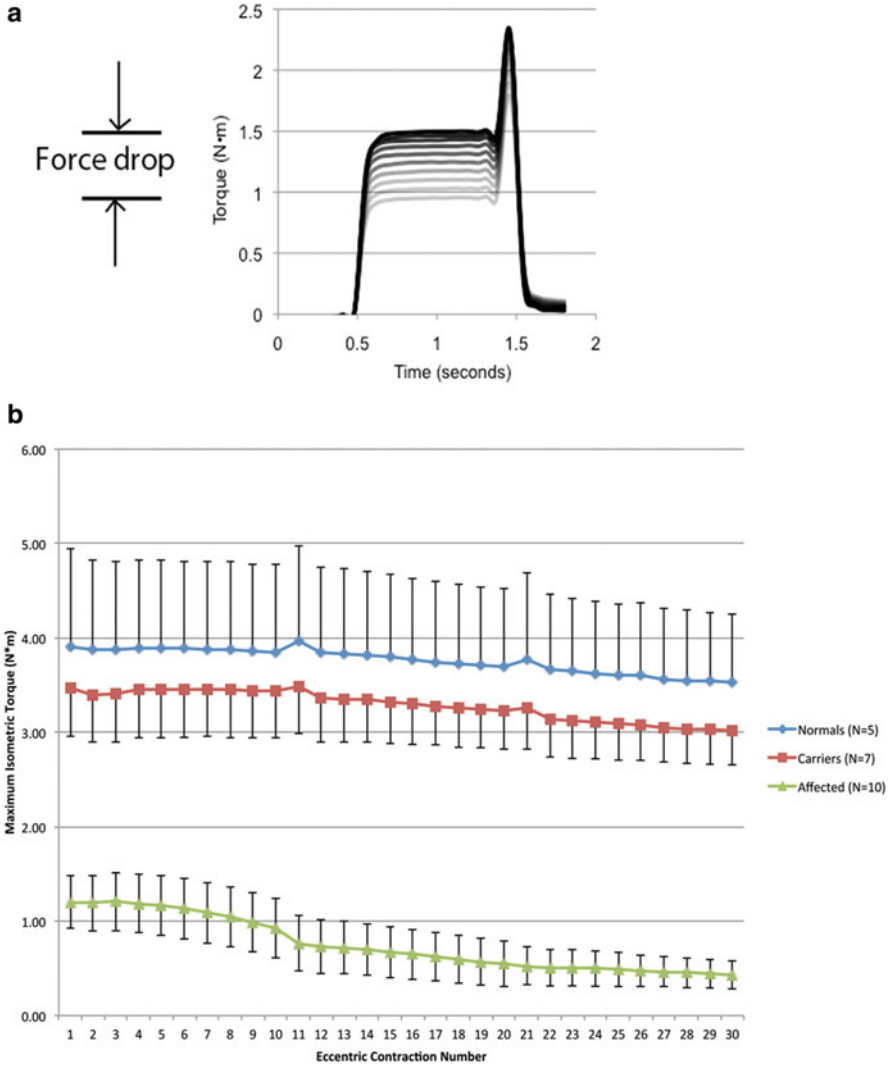 a
Force drop
Torque (N•m)
2.5
2
1.5
1
0.5
0
0 0.5 1 1.5 2
Time (seconds)
b
Maximum Isometric Torque (N*m)
6.00
5.00
4.00
3.00
2.00
1.00
0.00
1 2 3 4 5 6 7 8 9 10 11 12 13 14 15 16 17 18 19 20 21 22 23 24 25 26 27 28 29 30
Eccentric Contraction Number
Normals (N=5)
Carriers (N=7)
Affected (N=10)